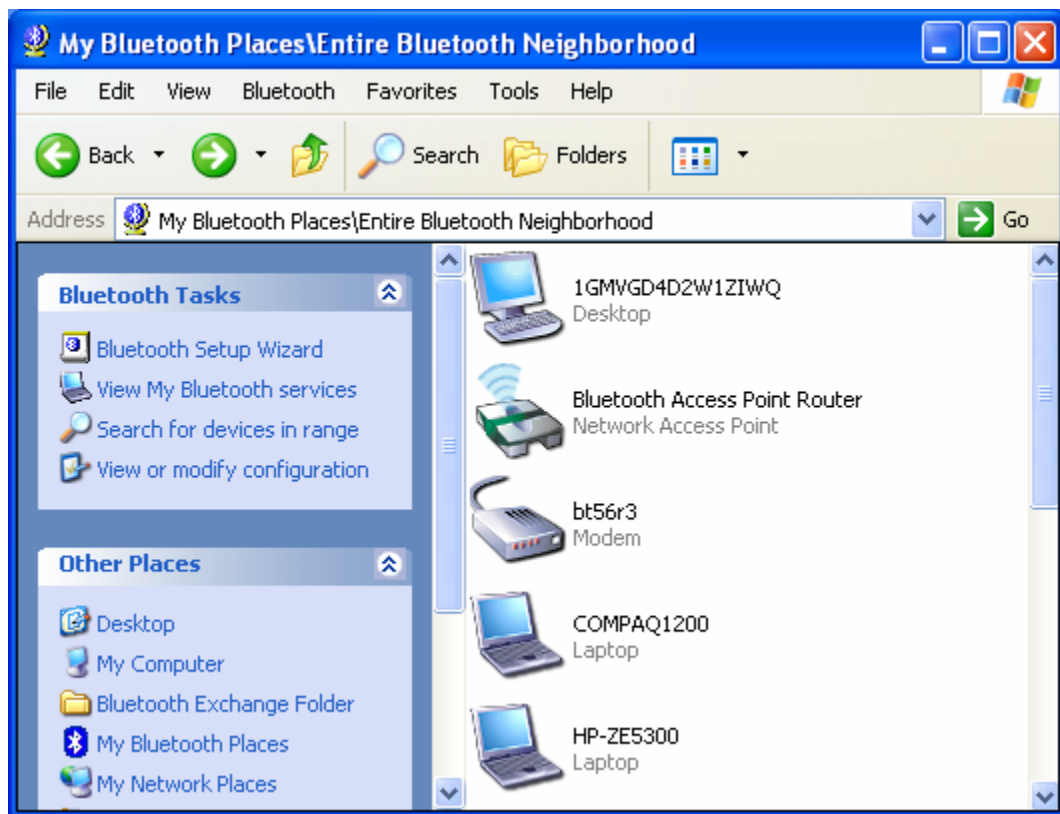 My Bluetooth Places\Entire Bluetooth Neighborhood
File Edit View Bluetooth Favorites Tools Help
Back Search Folders
Address My Bluetooth Places\Entire Bluetooth Neighborhood Go
Bluetooth Tasks
Bluetooth Setup Wizard
View My Bluetooth services
Search for devices in range
View or modify configuration
Other Places
Desktop
My Computer
Bluetooth Exchange Folder
My Bluetooth Places
My Network Places
1GMVGD4D2W1ZIWQ
Desktop
Bluetooth Access Point Router
Network Access Point
bt56r3
Modem
COMPAQ1200
Laptop
HP-ZE5300
Laptop